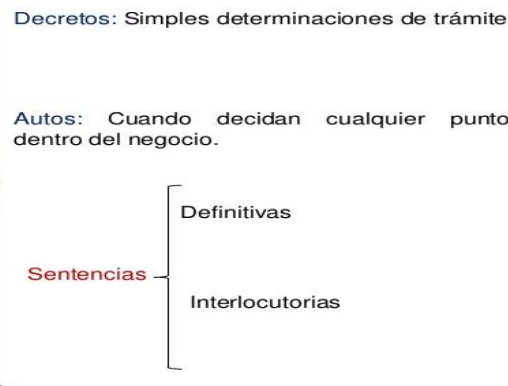 Decretos: Simples determinaciones de trámite
Autos: Cuando decidan cualquier punto
dentro del negocio.
Definitivas
Sentencias
Interlocutorias